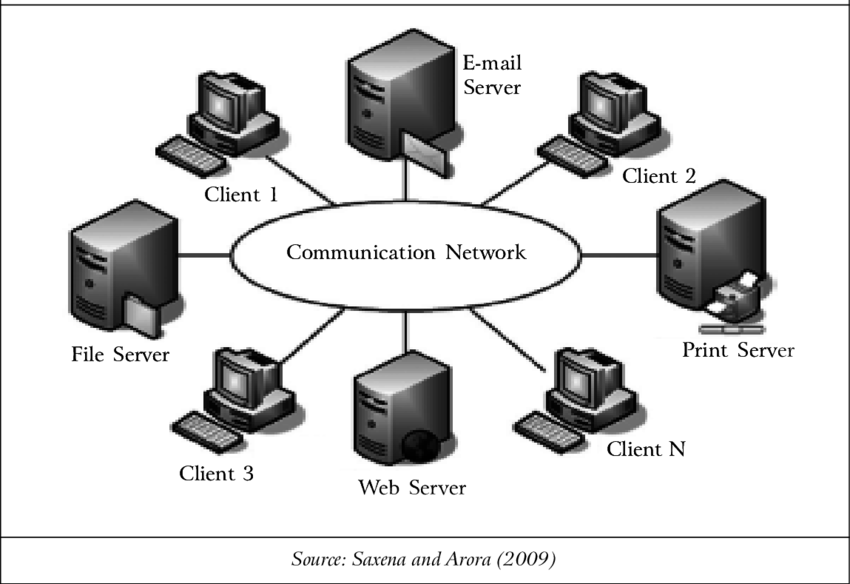 E-mail
Server
Client 1
Client 2
Communication Network
File Server
Print Server
Client 3
Client N
Web Server
Source: Saxena and Arora (2009)